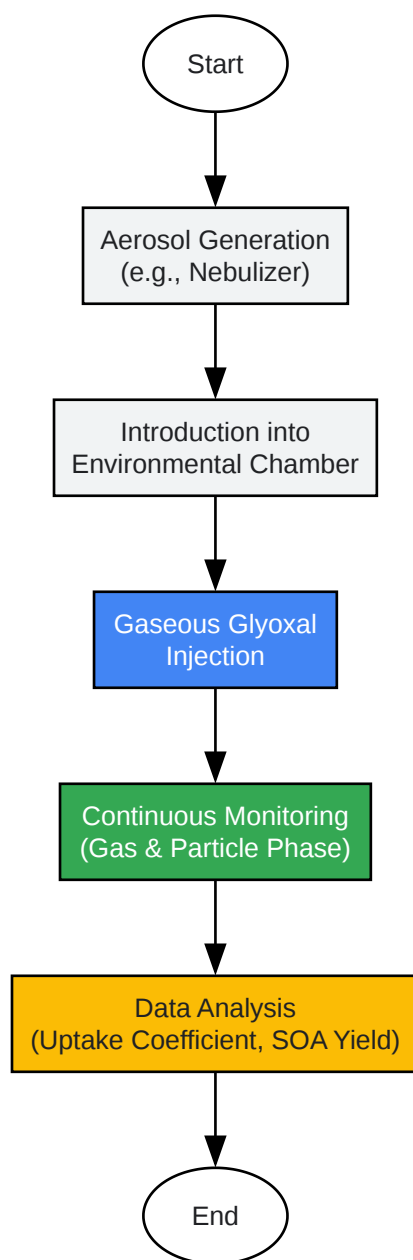 Start
Aerosol Generation
(e.g., Nebulizer)
Introduction into
Environmental Chamber
Gaseous Glyoxal
Injection
Continuous Monitoring
(Gas & Particle Phase)
Data Analysis
(Uptake Coefficient, SOA Yield)
End